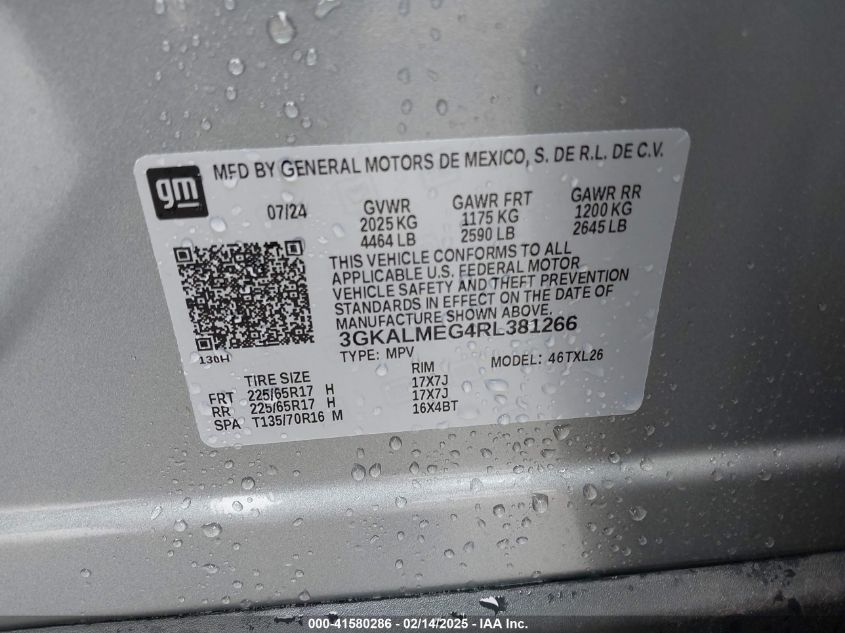 gm
MFD BY GENERAL MOTORS DE MEXICO, S. DE R.L. DE C.V.
07/24 GVWR GAWR FRT GAWR RR
2025 KG 1175 KG 1200 KG
4464 LB 2590 LB 2645 LB
THIS VEHICLE CONFORMS TO ALL
APPLICABLE U.S. FEDERAL MOTOR
VEHICLE SAFETY AND THEFT PREVENTION
STANDARDS IN EFFECT ON THE DATE OF
MANUFACTURE SHOWN ABOVE.
3GKALMEG4RL381266
TYPE: MPV MODEL: 46TXL26
136H
TIRE SIZE RIM
FRT 225/65R17 H 17X7J
RR 225/65R17 H 17X7J
SPA T135/70R16 M 16X4BT
000-41580286 - 02/14/2025 - IAA Inc.